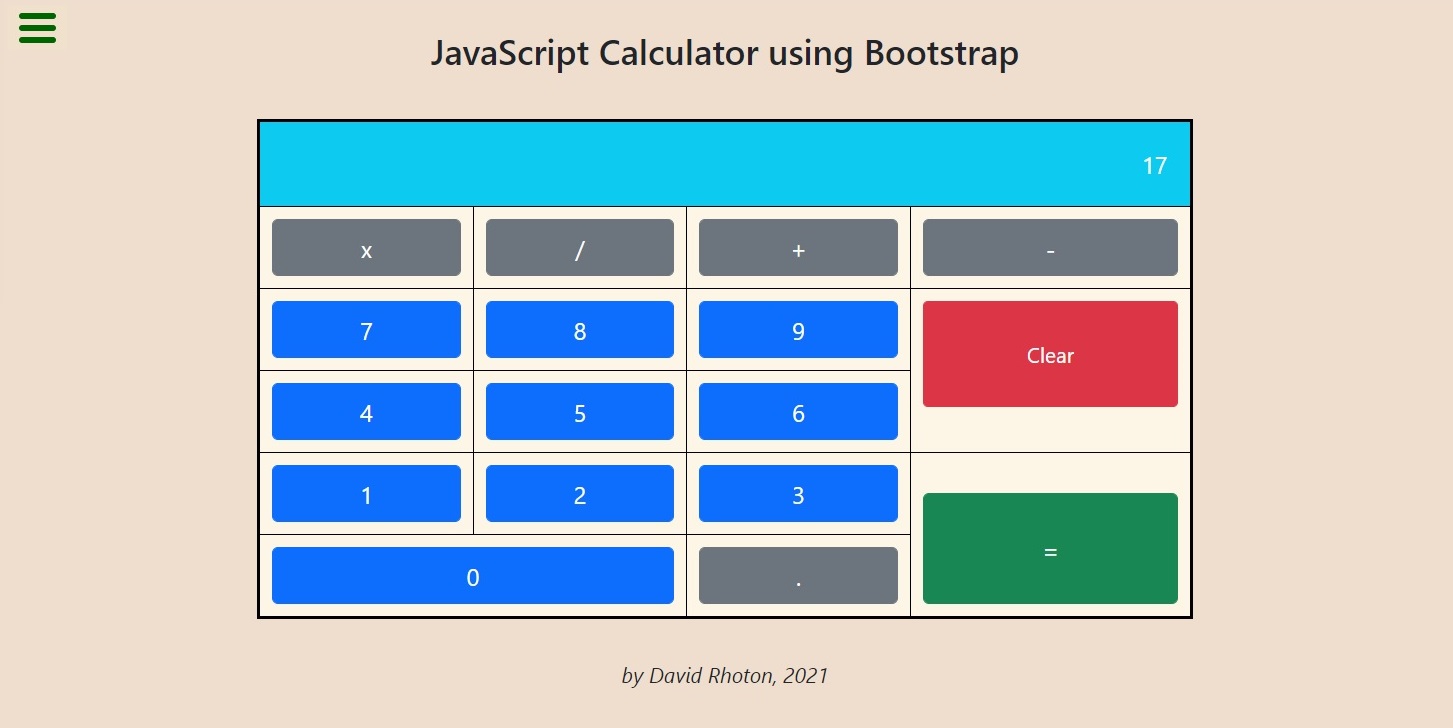 JavaScript Calculator using Bootstrap
17
x / + -
7 8 9
Clear
4 5 6
1 2 3
=
0 .
by David Rhoton, 2021